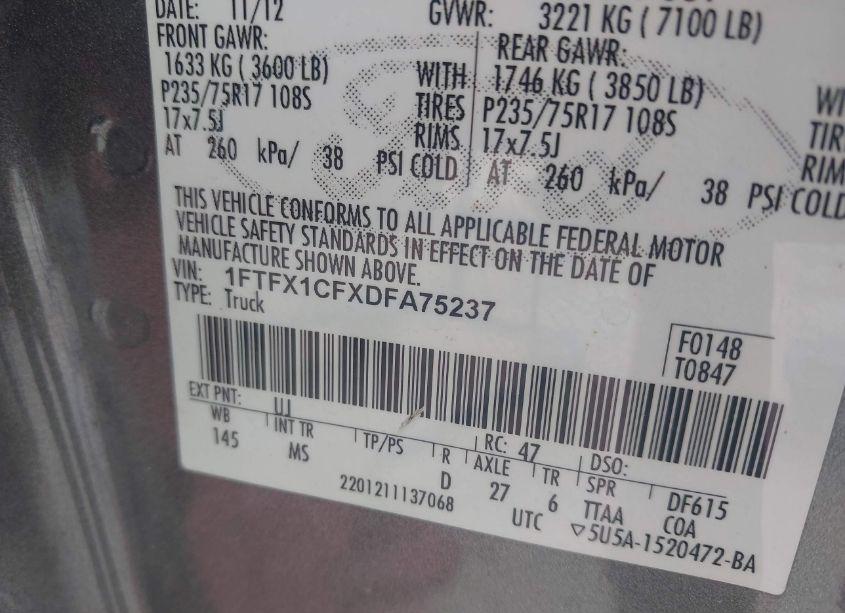 DATE: 11/12 GVWR: 3221 KG ( 7100 LB)
FRONT GAWR: REAR GAWR:
1633 KG ( 3600 LB) WITH 1746 KG ( 3850 LB)
P235/75R17 108S TIRES P235/75R17 108S
17x7.5J RIMS 17x7.5J
AT 260 kPa/ 38 PSI COLD AT 260 kPa/ 38 PSI COLD
THIS VEHICLE CONFORMS TO ALL APPLICABLE FEDERAL MOTOR
VEHICLE SAFETY STANDARDS IN EFFECT ON THE DATE OF
MANUFACTURE SHOWN ABOVE.
VIN: 1FTFX1CFXDFA75237
TYPE: Truck
F0148
T0847
EXT PNT: UJ RC: 47 DSO:
WB INT TR TP/PS R AXLE TR SPR DF615
145 MS D 27 6 TTAA COA
2201211137068 UTC ▽5U5A-1520472-BA